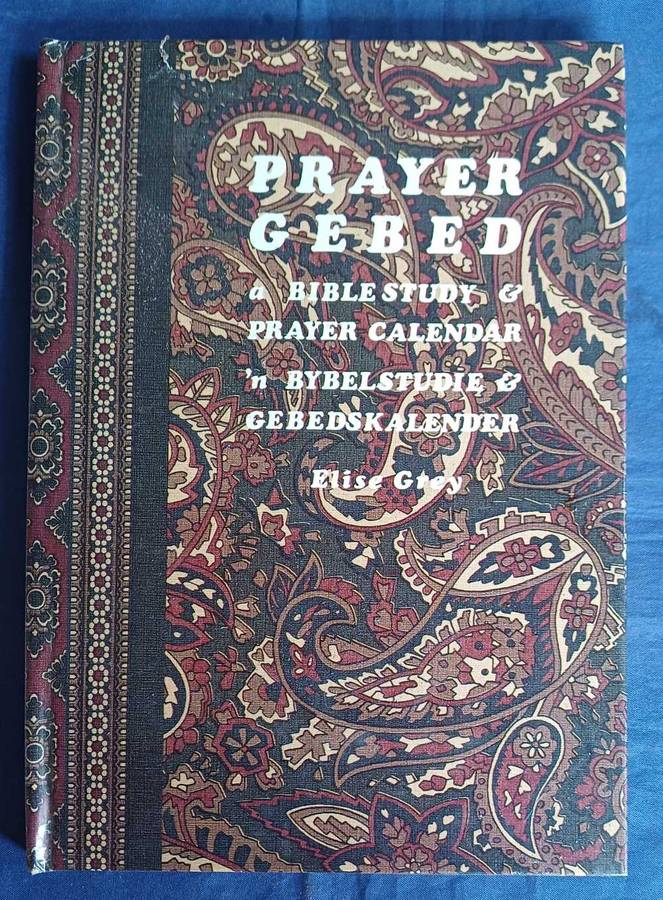 PRAYER
GEBED
a BIBLE STUDY &
PRAYER CALENDAR
'n BYBELSTUDIE &
GEBEDSKALENDER
Elise Grey